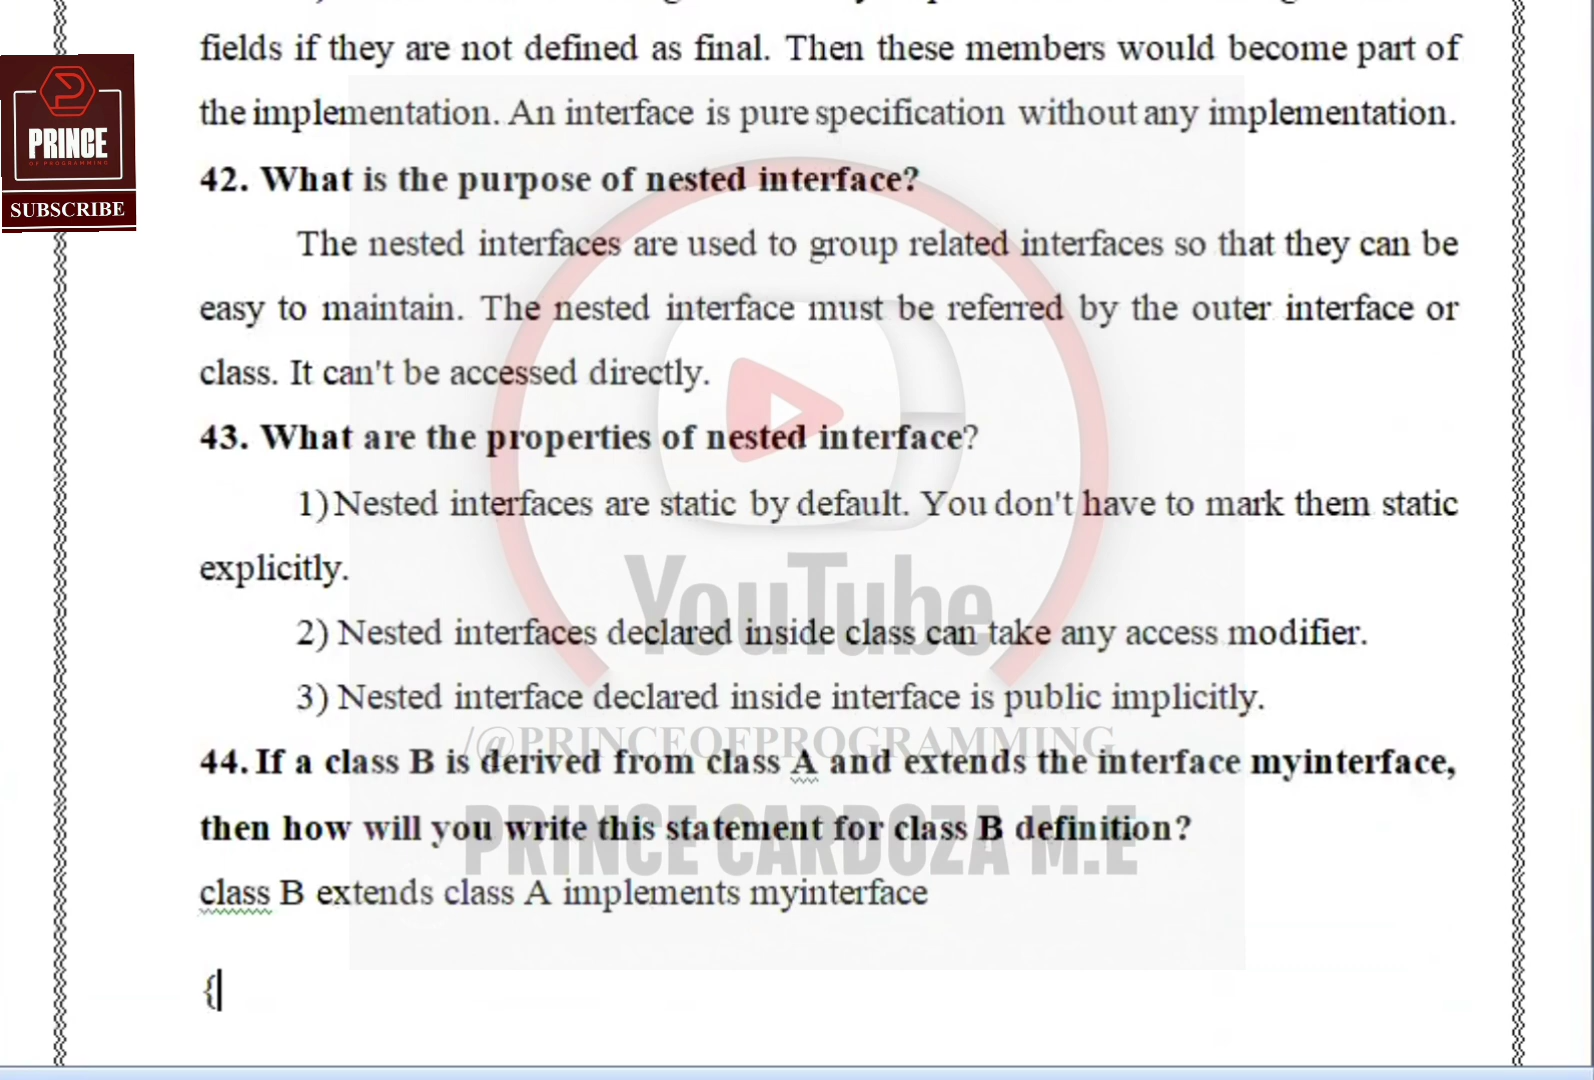 fields if they are not defined as final. Then these members would become part of
the implementation. An interface is pure specification without any implementation.
42. What is the purpose of nested interface?
The nested interfaces are used to group related interfaces so that they can be
easy to maintain. The nested interface must be referred by the outer interface or
class. It can't be accessed directly.
43. What are the properties of nested interface?
1) Nested interfaces are static by default. You don't have to mark them static
explicitly.
2) Nested interfaces declared inside class can take any access modifier.
3) Nested interface declared inside interface is public implicitly.
44. If a class B is derived from class A and extends the interface myinterface,
then how will you write this statement for class B definition?
class B extends class A implements myinterface
{
PRINCE
OF PROGRAMMING
SUBSCRIBE
YouTube
/@PRINCEOFPROGRAMMING
PRINCE CARDOZA M.E